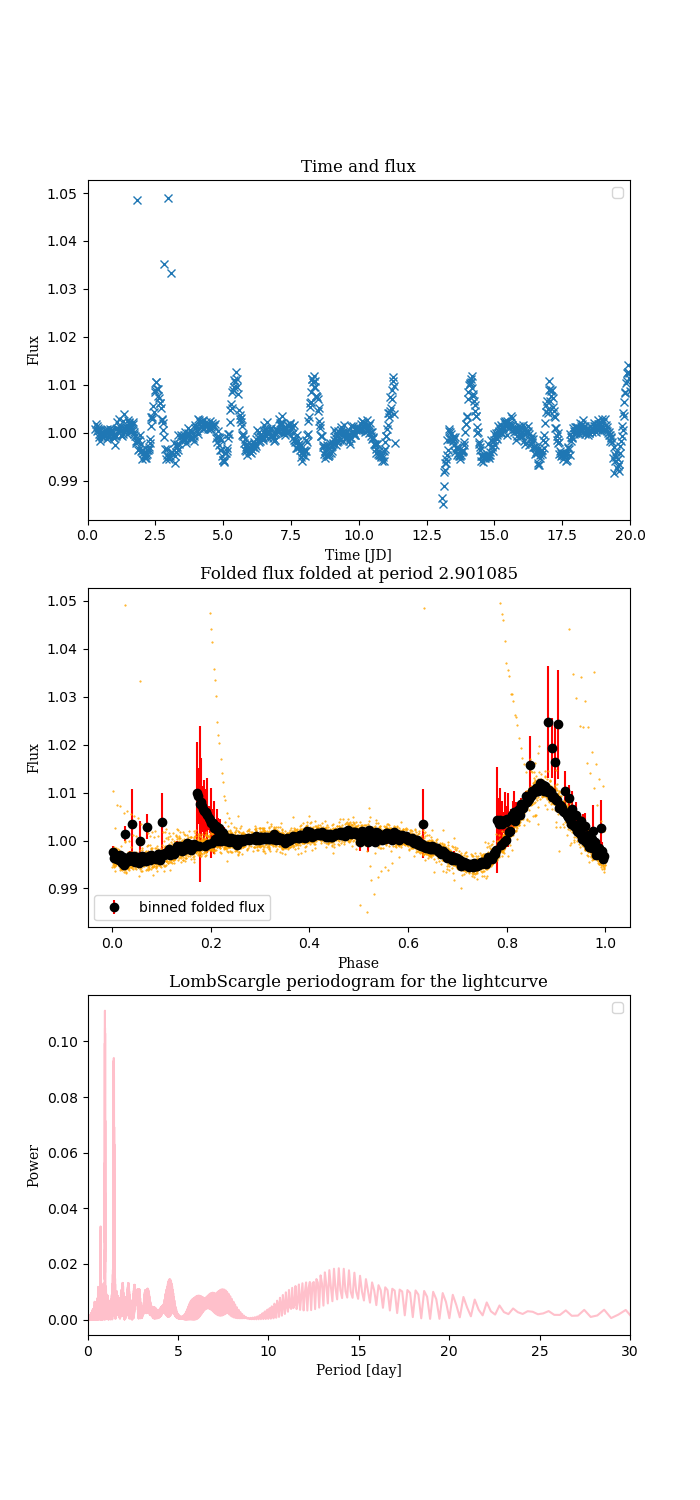 Time and flux
1.05
1.04
1.03
1.02
1.01
1.00
0.99
Flux
0.0 2.5 5.0 7.5 10.0 12.5 15.0 17.5 20.0
Time [JD]
Folded flux folded at period 2.901085
1.05
1.04
1.03
1.02
1.01
1.00
0.99
Flux
binned folded flux
0.0 0.2 0.4 0.6 0.8 1.0
Phase
LombScargle periodogram for the lightcurve
0.10
0.08
0.06
0.04
0.02
0.00
Power
0 5 10 15 20 25 30
Period [day]